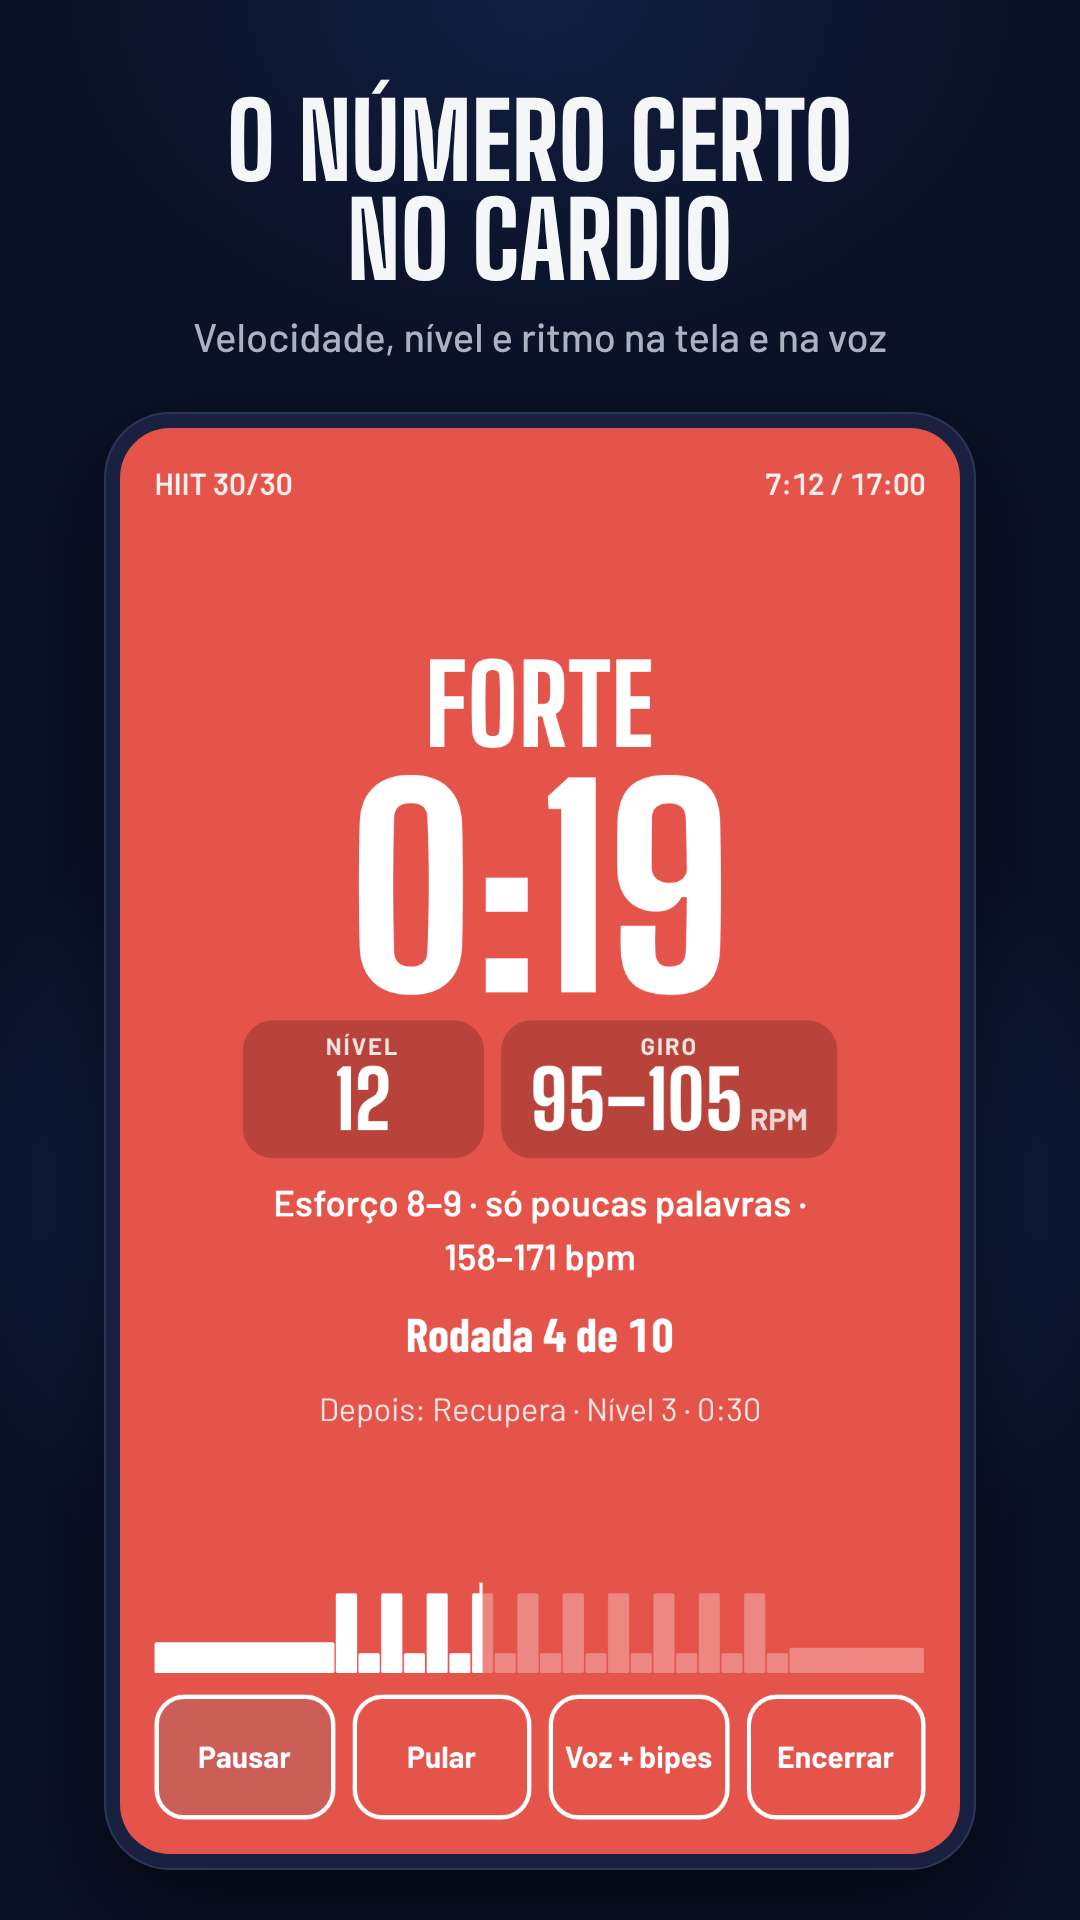 O NÚMERO CERTO
NO CARDIO
Velocidade, nível e ritmo na tela e na voz
HIIT 30/30
7:12 / 17:00
FORTE
0:19
NÍVEL
12
GIRO
95–105 RPM
Esforço 8–9 · só poucas palavras ·
158–171 bpm
Rodada 4 de 10
Depois: Recupera · Nível 3 · 0:30
Pausar
Pular
Voz + bipes
Encerrar